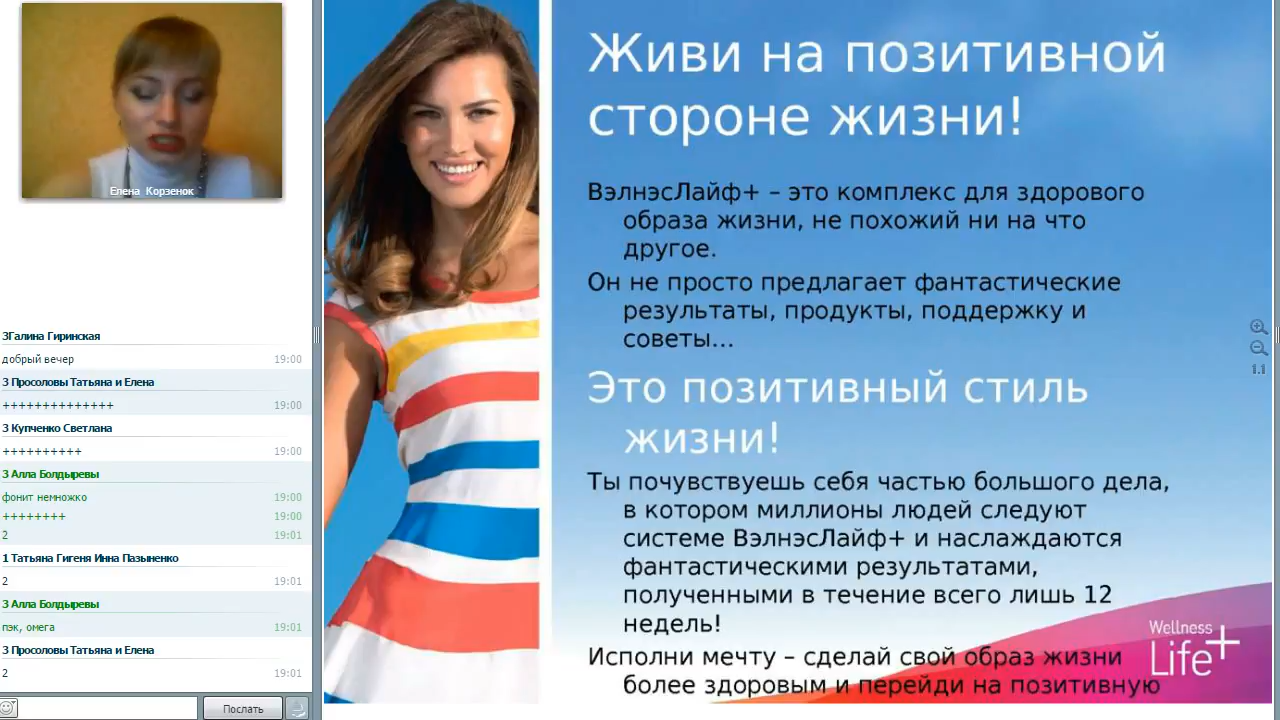 Елена Корзенок
3Галина Гиринская
добрый вечер 19:00
3 Просоловы Татьяна и Елена
++++++++++++++ 19:00
3 Купченко Светлана
++++++++++ 19:00
3 Алла Болдыревы
фонит немножко 19:00
++++++++ 19:00
2 19:01
1 Татьяна Гигеня Инна Пазыненко
2 19:01
3 Алла Болдыревы
пэк, омега 19:01
3 Просоловы Татьяна и Елена
2 19:01
Послать
Живи на позитивной
стороне жизни!
ВэлнэсЛайф+ – это комплекс для здорового
образа жизни, не похожий ни на что
другое.
Он не просто предлагает фантастические
результаты, продукты, поддержку и
советы...
Это позитивный стиль
жизни!
Ты почувствуешь себя частью большого дела,
в котором миллионы людей следуют
системе ВэлнэсЛайф+ и наслаждаются
фантастическими результатами,
полученными в течение всего лишь 12
недель!
Исполни мечту – сделай свой образ жизни
более здоровым и перейди на позитивную
Wellness
Life+
1.1